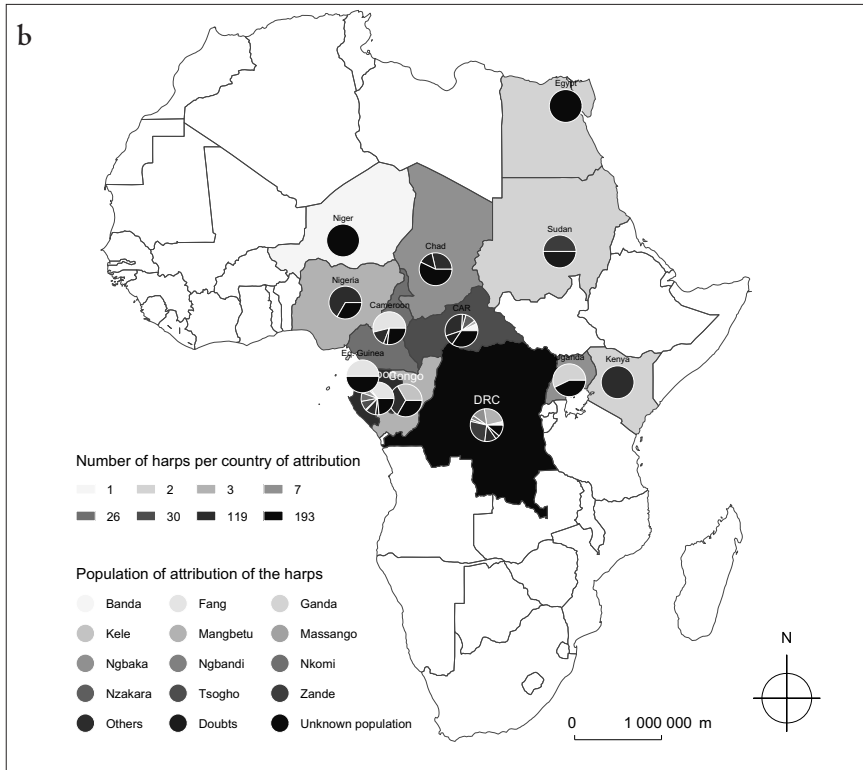 b
Egypt
Niger
Sudan
Chad
Nigeria
Cameroon
CAR
Eq. Guinea
Congo
Uganda
Kenya
DRC
Number of harps per country of attribution
1 2 3 7
26 30 119 193
Population of attribution of the harps
Banda Fang Ganda
Kele Mangbetu Massango
Ngbaka Ngbandi Nkomi
Nzakara Tsogho Zande
Others Doubts Unknown population
N
0 1 000 000 m